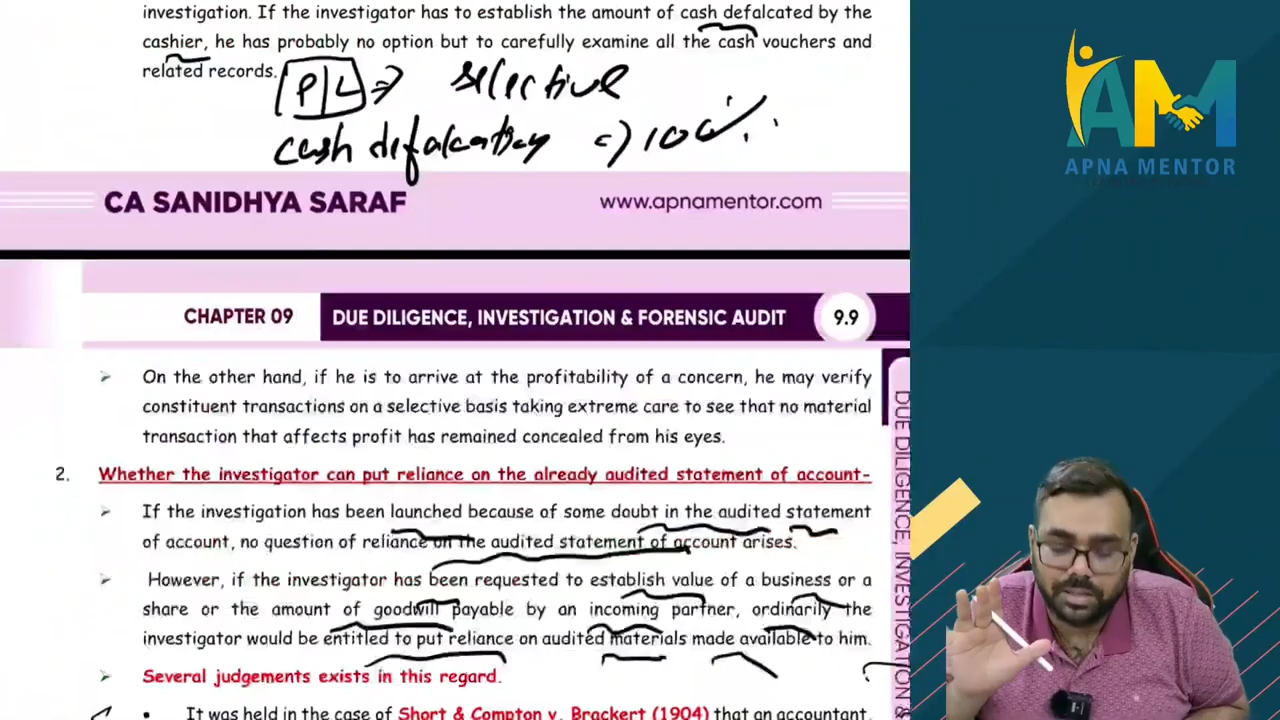 investigation. If the investigator has to establish the amount of cash defalcated by the
cashier, he has probably no option but to carefully examine all the cash vouchers and
related records.
P/L => selective
cash defalcation => 100%.
AM
APNA MENTOR
CA SANIDHYA SARAF
www.apnamentor.com
CHAPTER 09
DUE DILIGENCE, INVESTIGATION & FORENSIC AUDIT
9.9
➢ On the other hand, if he is to arrive at the profitability of a concern, he may verify
constituent transactions on a selective basis taking extreme care to see that no material
transaction that affects profit has remained concealed from his eyes.
2. Whether the investigator can put reliance on the already audited statement of account-
➢ If the investigation has been launched because of some doubt in the audited statement
of account, no question of reliance on the audited statement of account arises.
➢ However, if the investigator has been requested to establish value of a business or a
share or the amount of goodwill payable by an incoming partner, ordinarily the
investigator would be entitled to put reliance on audited materials made available to him.
➢ Several judgements exists in this regard.
• It was held in the case of Short & Compton v. Brackert (1904) that an accountant,
DUE DILIGENCE, INVESTIGATION &